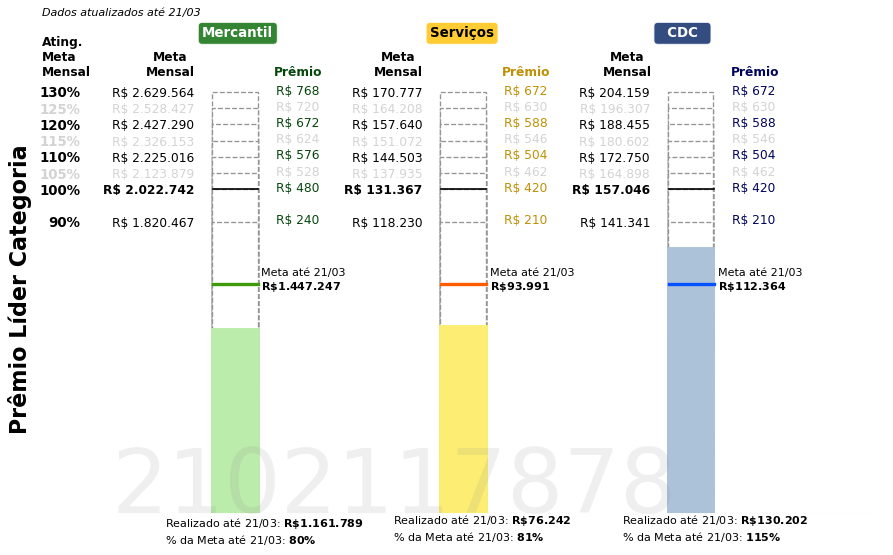 Dados atualizados até 21/03
Mercantil Serviços CDC
Ating.
Meta Meta Meta Meta
Mensal Mensal Prêmio Mensal Prêmio Mensal Prêmio
130% R$ 2.629.564 R$ 768 R$ 170.777 R$ 672 R$ 204.159 R$ 672
125% R$ 2.528.427 R$ 720 R$ 164.208 R$ 630 R$ 196.307 R$ 630
120% R$ 2.427.290 R$ 672 R$ 157.640 R$ 588 R$ 188.455 R$ 588
115% R$ 2.326.153 R$ 624 R$ 151.072 R$ 546 R$ 180.602 R$ 546
110% R$ 2.225.016 R$ 576 R$ 144.503 R$ 504 R$ 172.750 R$ 504
105% R$ 2.123.879 R$ 528 R$ 137.935 R$ 462 R$ 164.898 R$ 462
100% R$ 2.022.742 R$ 480 R$ 131.367 R$ 420 R$ 157.046 R$ 420
90% R$ 1.820.467 R$ 240 R$ 118.230 R$ 210 R$ 141.341 R$ 210
Meta até 21/03 Meta até 21/03 Meta até 21/03
R$1.447.247 R$93.991 R$112.364
Prêmio Líder Categoria
2102117878
Realizado até 21/03: R$1.161.789 Realizado até 21/03: R$76.242 Realizado até 21/03: R$130.202
% da Meta até 21/03: 80% % da Meta até 21/03: 81% % da Meta até 21/03: 115%